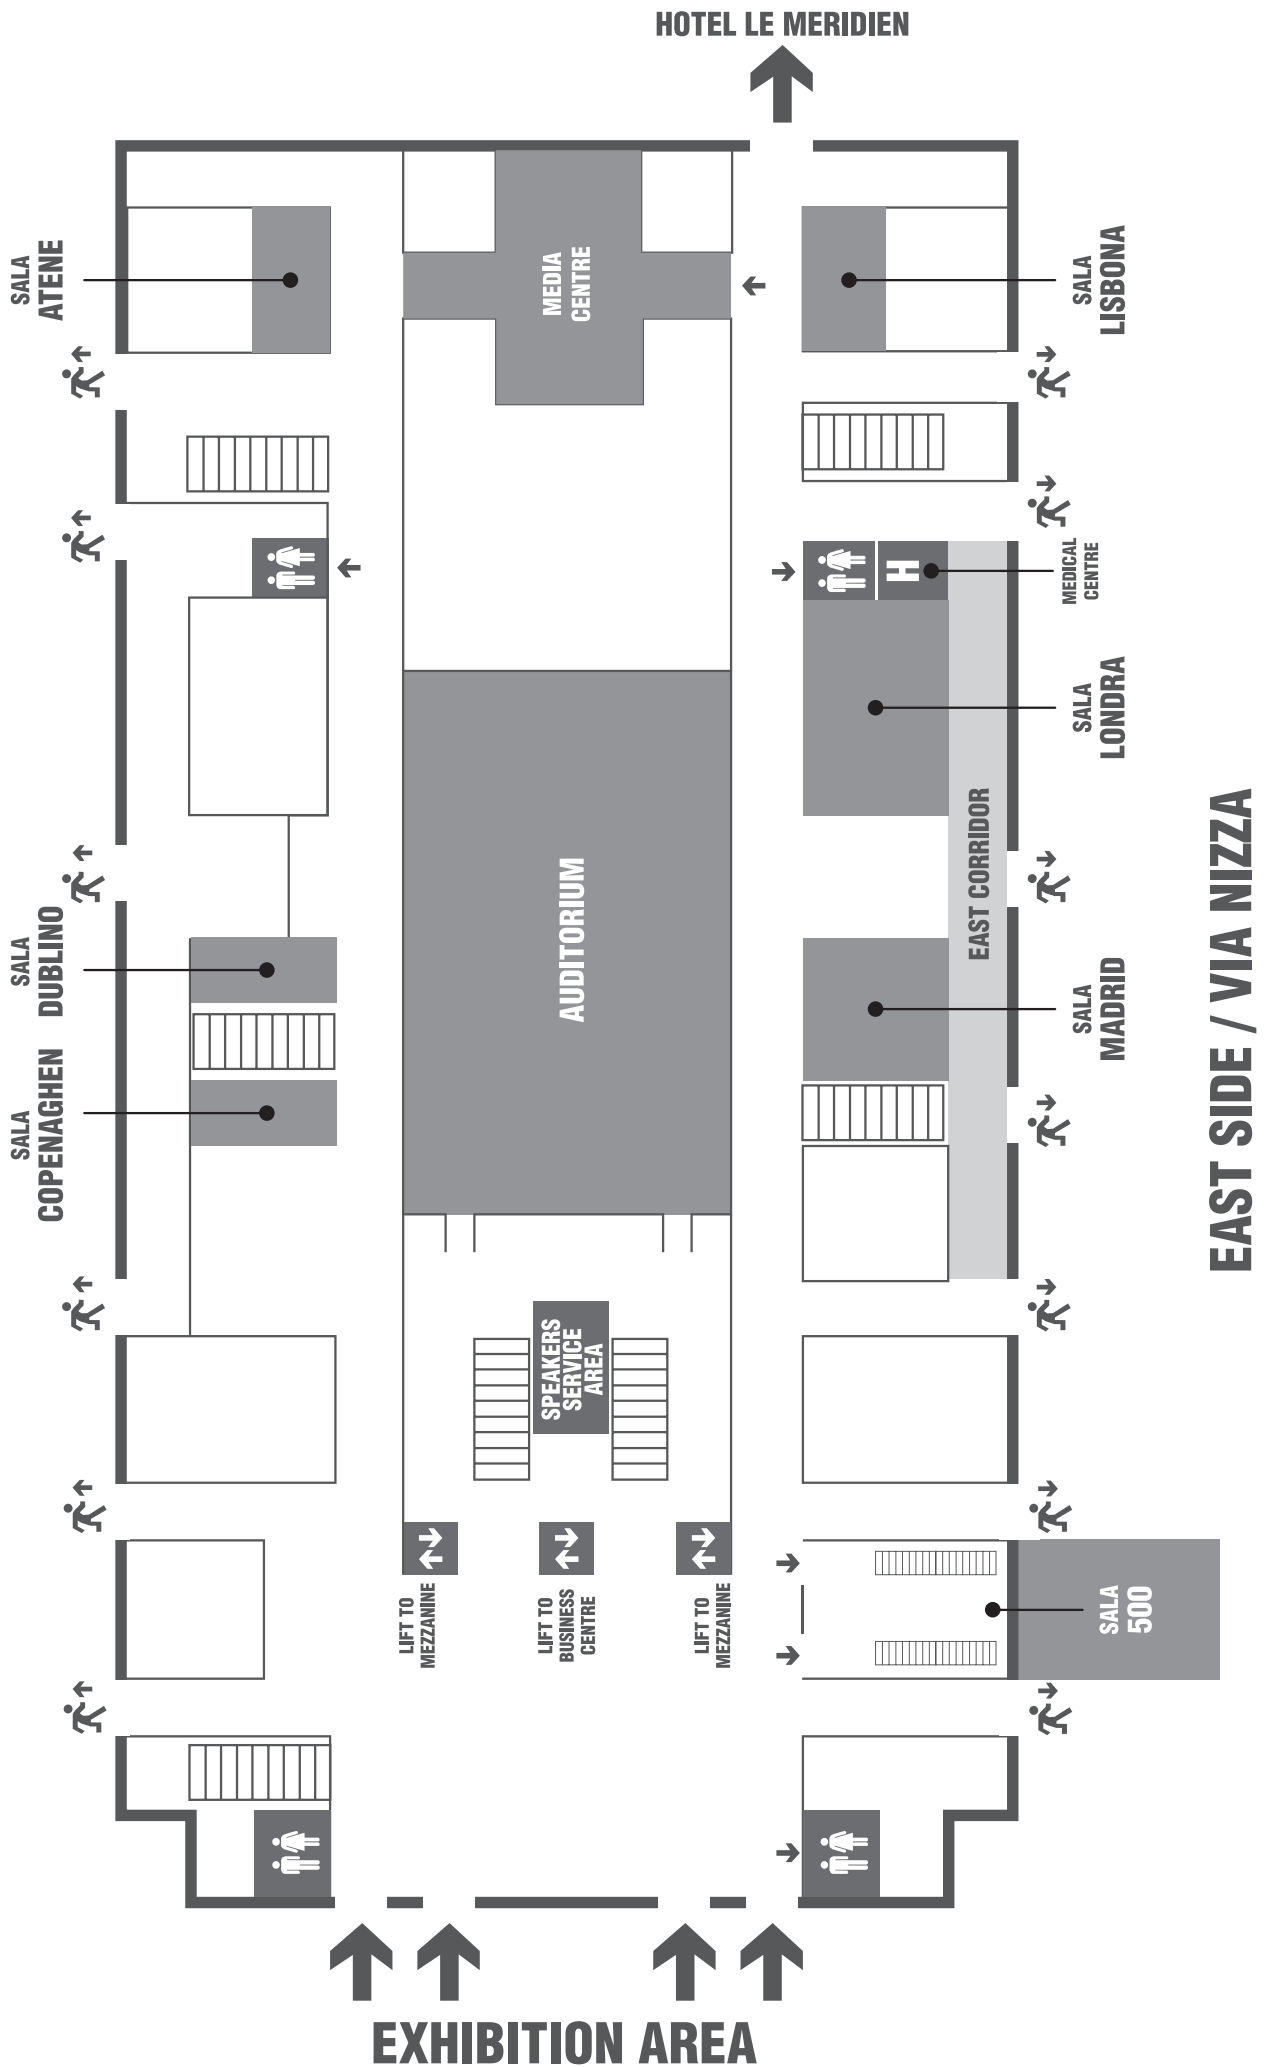 HOTEL LE MERIDIEN
SALA
ATENE
MEDIA
CENTRE
SALA
LISBONA
H
MEDICAL
CENTRE
SALA
LONDRA
EAST CORRIDOR
SALA
DUBLINO
AUDITORIUM
SALA
MADRID
SALA
COPENAGHEN
EAST SIDE / VIA NIZZA
SPEAKERS
SERVICE
AREA
LIFT TO
MEZZANINE
LIFT TO
BUSINESS
CENTRE
LIFT TO
MEZZANINE
SALA
500
EXHIBITION AREA